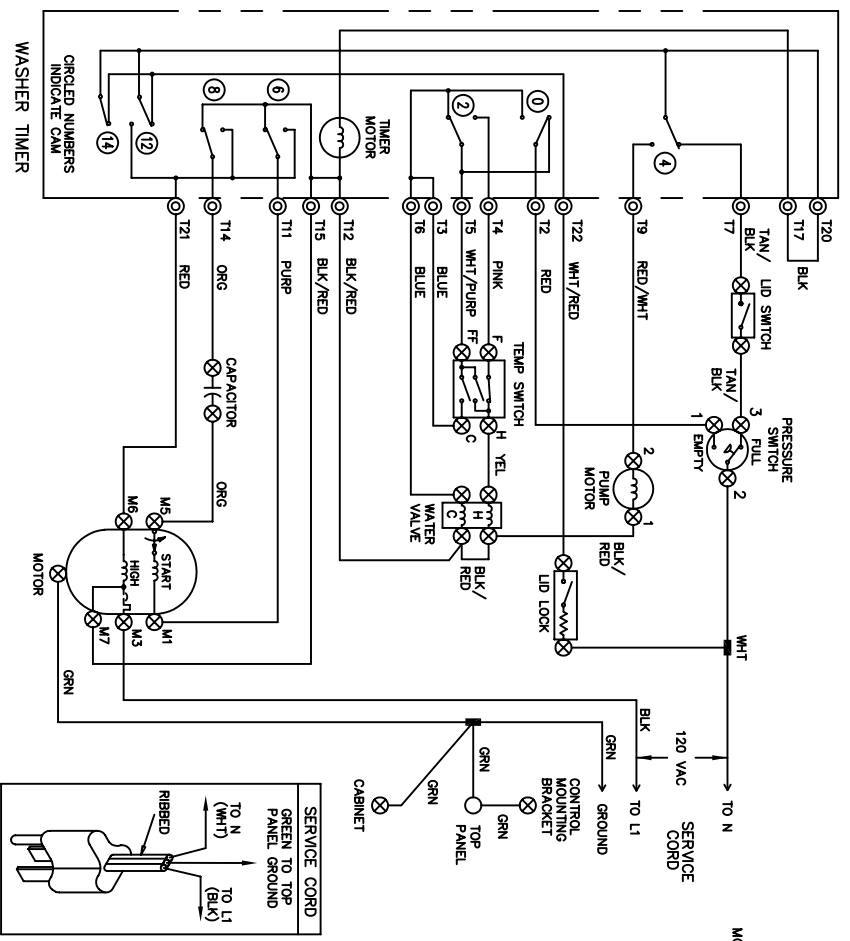 WASHER TIMER
CIRCLED NUMBERS
INDICATE CAM
14
12
8
6
TIMER
MOTOR
2
0
4
T21
T14
T11
T15
T12
T6
T3
T5
T4
T2
T22
T9
T7
T17
T20
RED
ORG
PURP
BLK/RED
BLK/RED
BLUE
BLUE
WHT/PURP
PINK
RED
WHT/RED
RED/WHT
TAN/
BLK
BLK
LID SWITCH
TAN/
BLK
CAPACITOR
ORG
FF
F
TEMP SWITCH
C
H
YEL
WATER
VALVE
C
H
BLK/
RED
PUMP
MOTOR
2
1
BLK/
RED
PRESSURE
SWITCH
3
FULL
1
EMPTY
2
WHT
LID LOCK
M6
M5
START
HIGH
M7
M3
M1
MOTOR
GRN
BLK
120 VAC
TO N
SERVICE
CORD
TO L1
GROUND
GRN
CONTROL
MOUNTING
BRACKET
GRN
TOP
PANEL
GRN
GRN
CABINET
SERVICE CORD
GREEN TO TOP
PANEL GROUND
RIBBED
TO N
(WHT)
TO L1
(BLK)